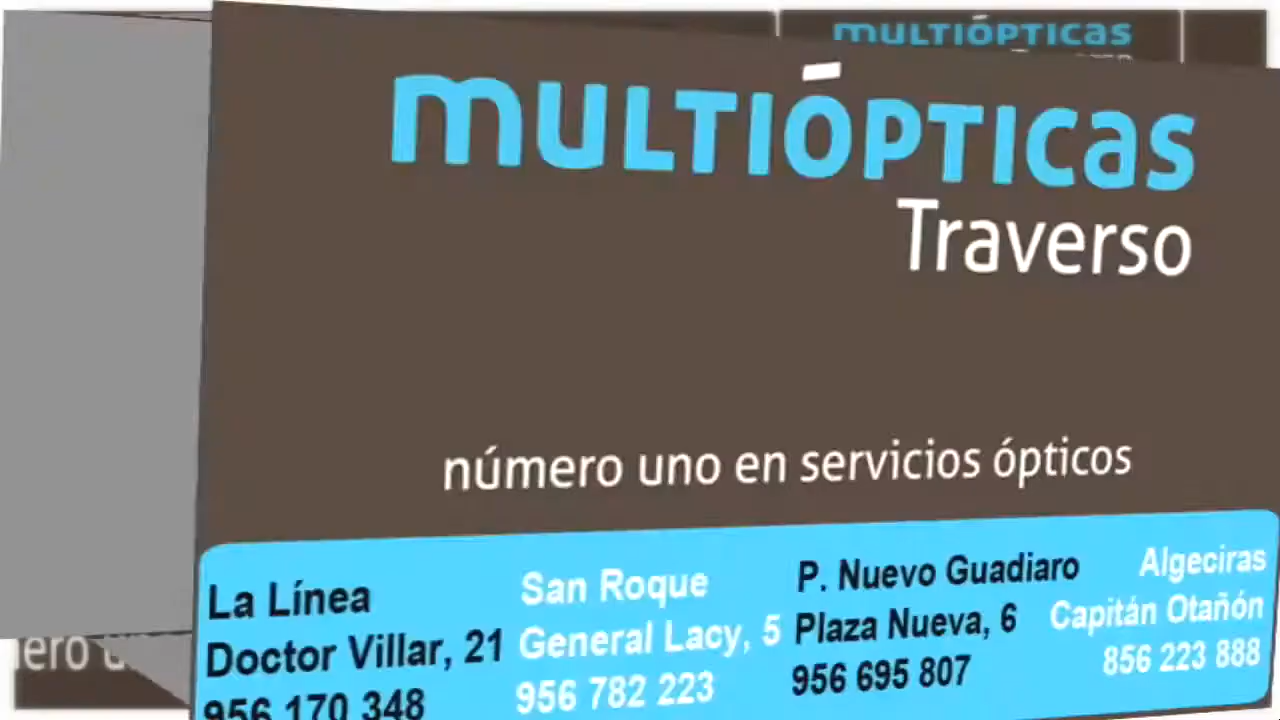 MULTIÓPTICAS
MULTIÓPTICAS
Traverso
número uno en servicios ópticos
La Línea
Doctor Villar, 21
956 170 348
San Roque
General Lacy, 5
956 782 223
P. Nuevo Guadiaro
Plaza Nueva, 6
956 695 807
Algeciras
Capitán Otañón
856 223 888